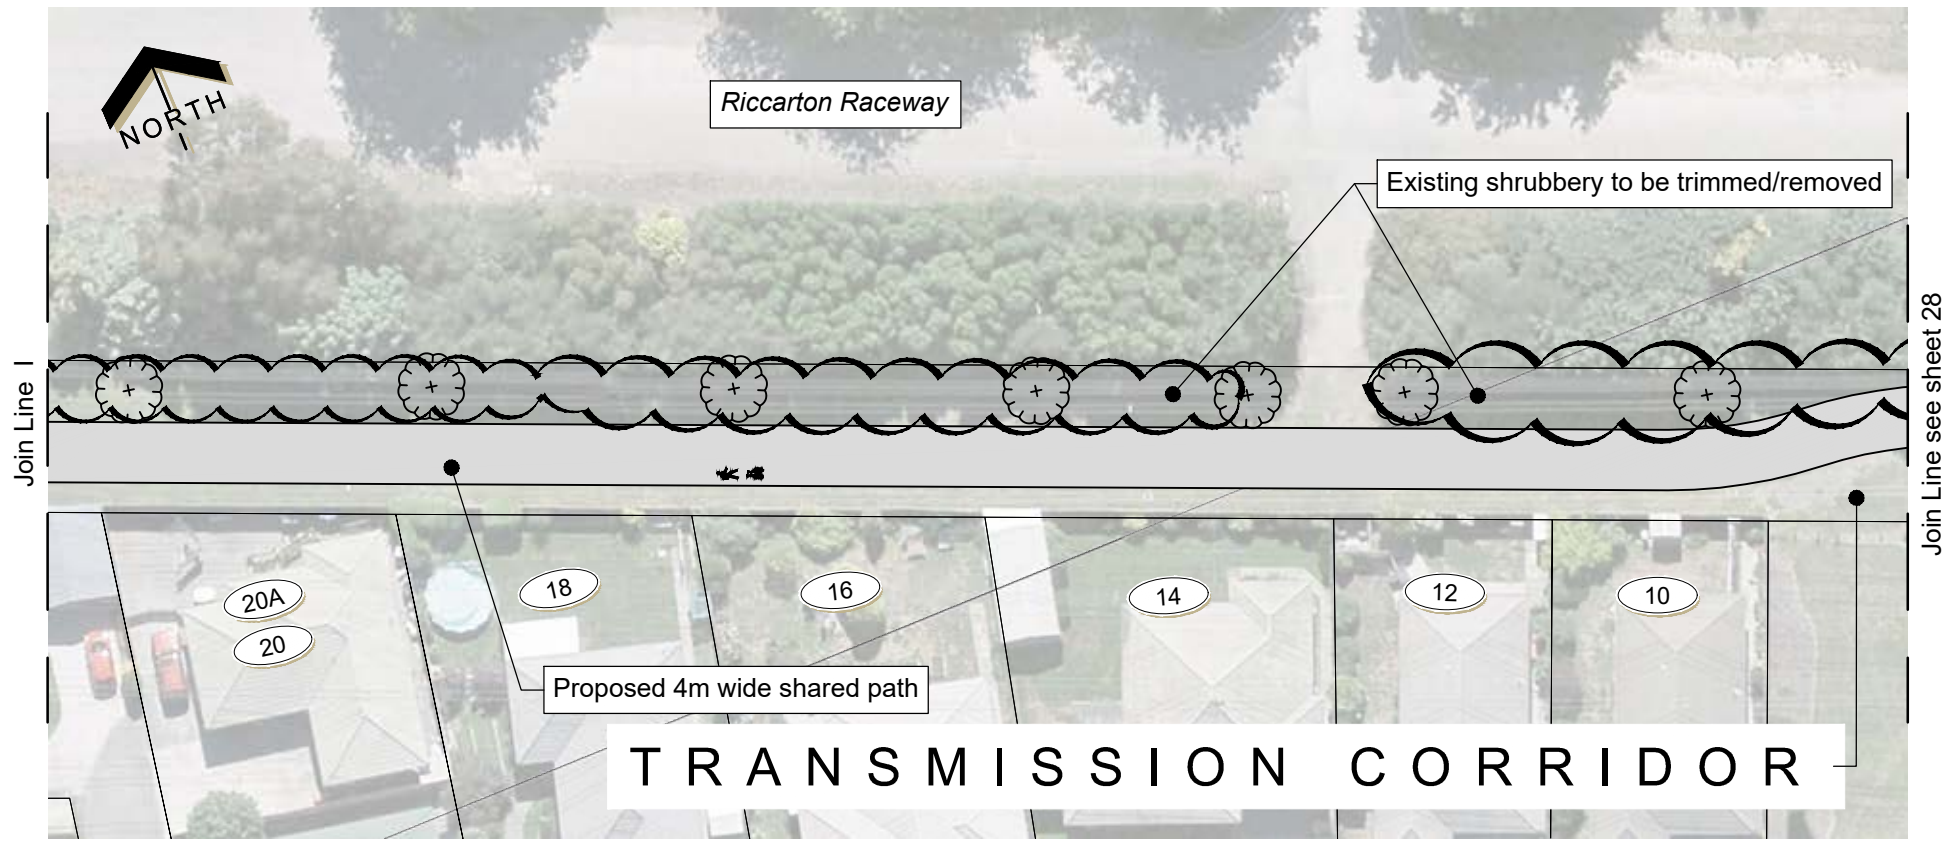 NORTH
Riccarton Raceway
Existing shrubbery to be trimmed/removed
Join Line I
Join Line see sheet 28
20A
20
18
16
14
12
10
Proposed 4m wide shared path
TRANSMISSION CORRIDOR